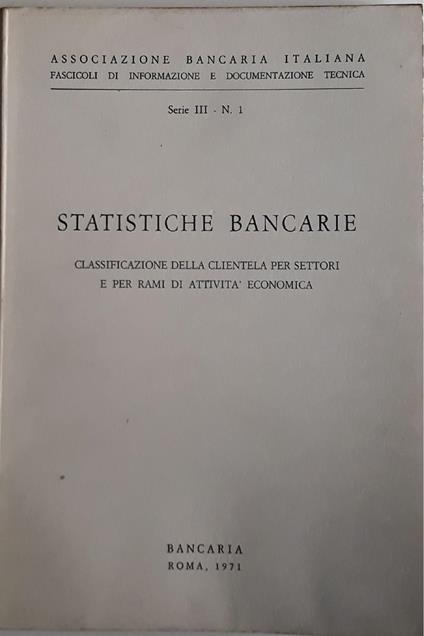 ASSOCIAZIONE BANCARIA ITALIANA
FASCICOLI DI INFORMAZIONE E DOCUMENTAZIONE TECNICA
Serie III - N. 1
STATISTICHE BANCARIE
CLASSIFICAZIONE DELLA CLIENTELA PER SETTORI
E PER RAMI DI ATTIVITA' ECONOMICA
BANCARIA
ROMA, 1971